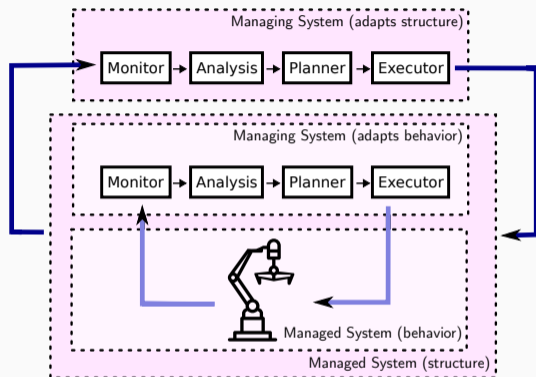 Managing System (adapts structure)
Monitor Analysis Planner Executor
Managing System (adapts behavior)
Monitor Analysis Planner Executor
Managed System (behavior)
Managed System (structure)